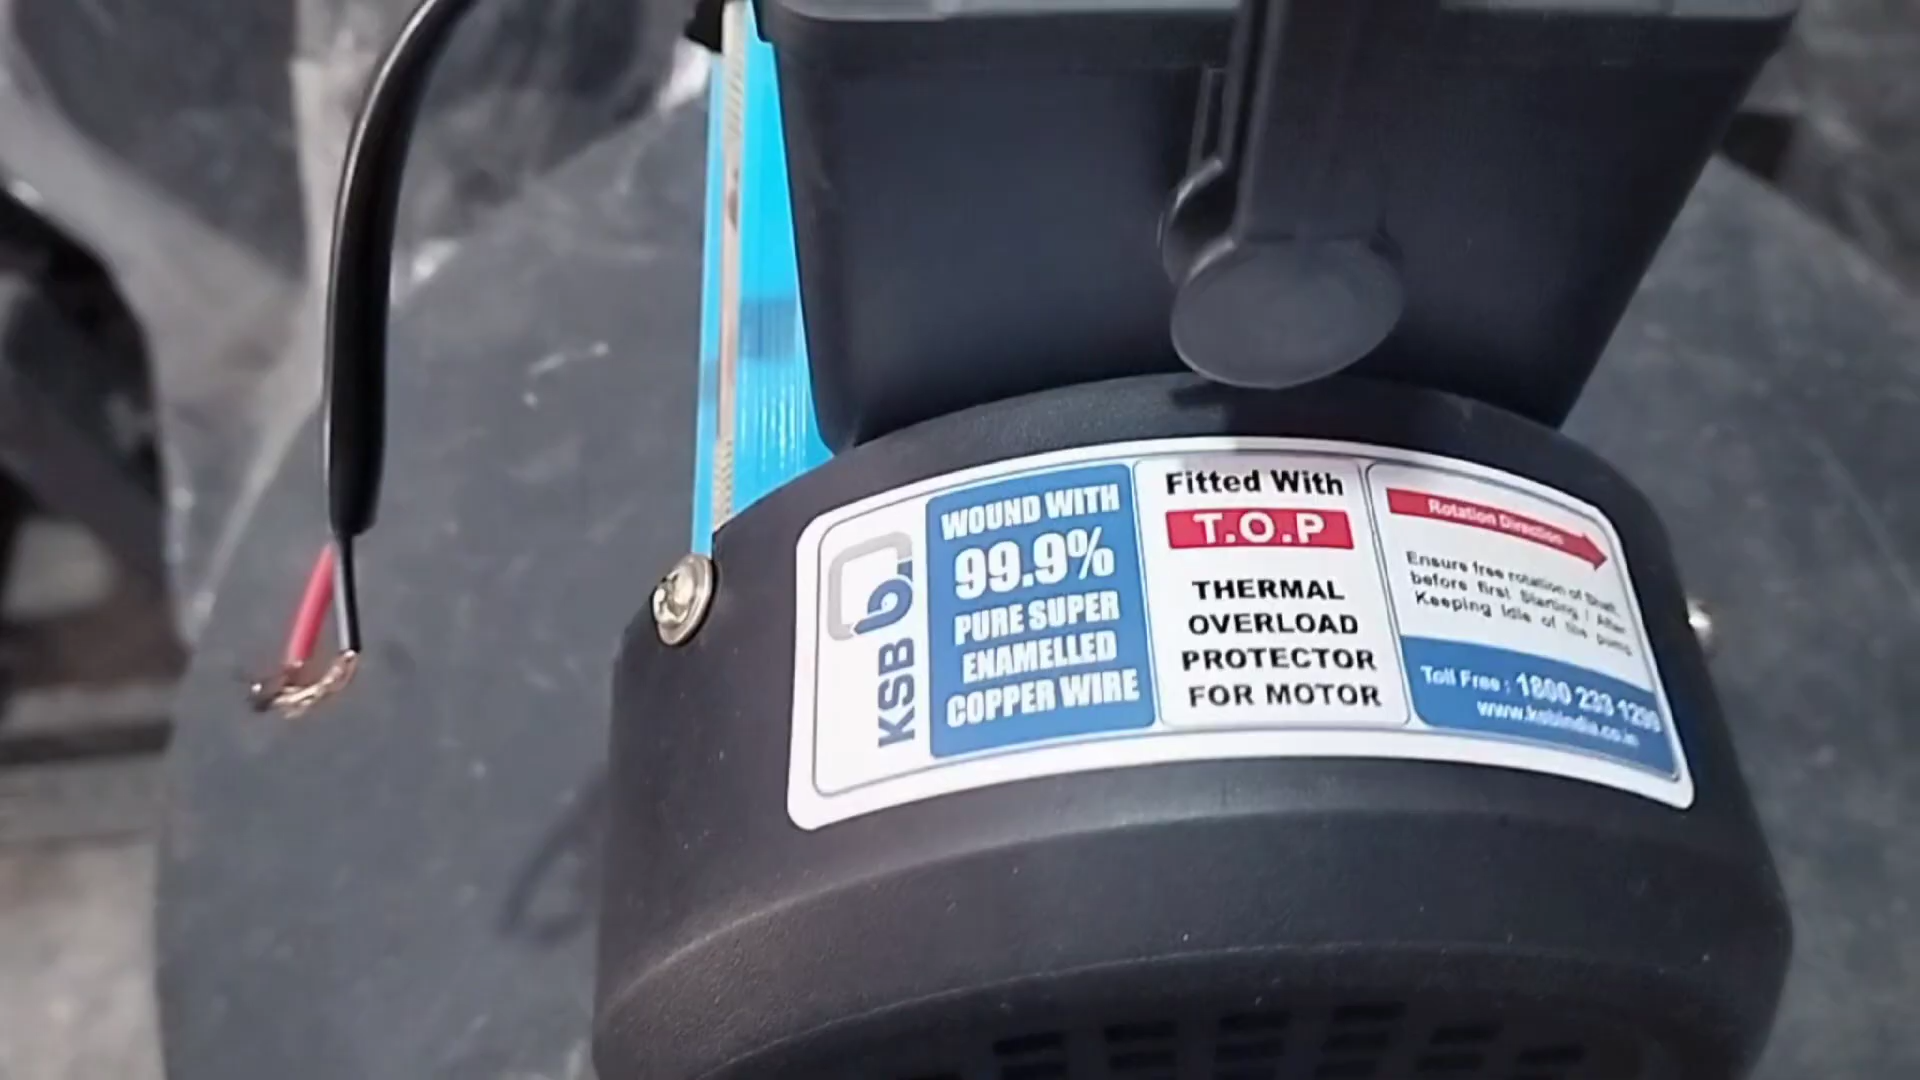 KSB
WOUND WITH
99.9%
PURE SUPER
ENAMELLED
COPPER WIRE
Fitted With
T.O.P
THERMAL
OVERLOAD
PROTECTOR
FOR MOTOR
Rotation Direction
Ensure free rotation of Shaft,
before first Starting / After
Keeping Idle of the pump
Toll Free : 1800 233 1299
www.ksbindia.co.in